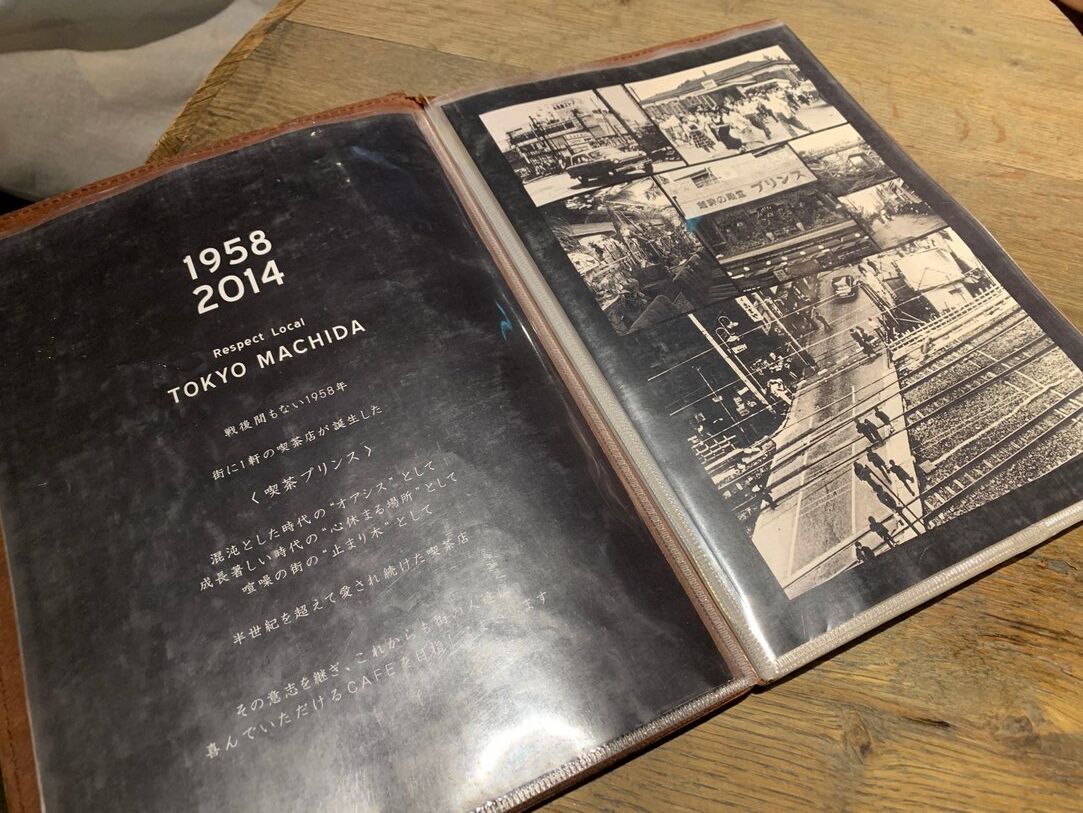 1958
2014
Respect Local
TOKYO MACHIDA
戦後間もない1958年
街に1軒の喫茶店が誕生した
〈 喫茶プリンス 〉
混沌とした時代の“オアシス”として
成長著しい時代の“心休まる場所”として
喧噪の街の“止まり木”として
半世紀を超えて愛され続けた喫茶店
その意志を継ぎ、これからも街の人
喜んでいただけるCAFEを目指
プリンス